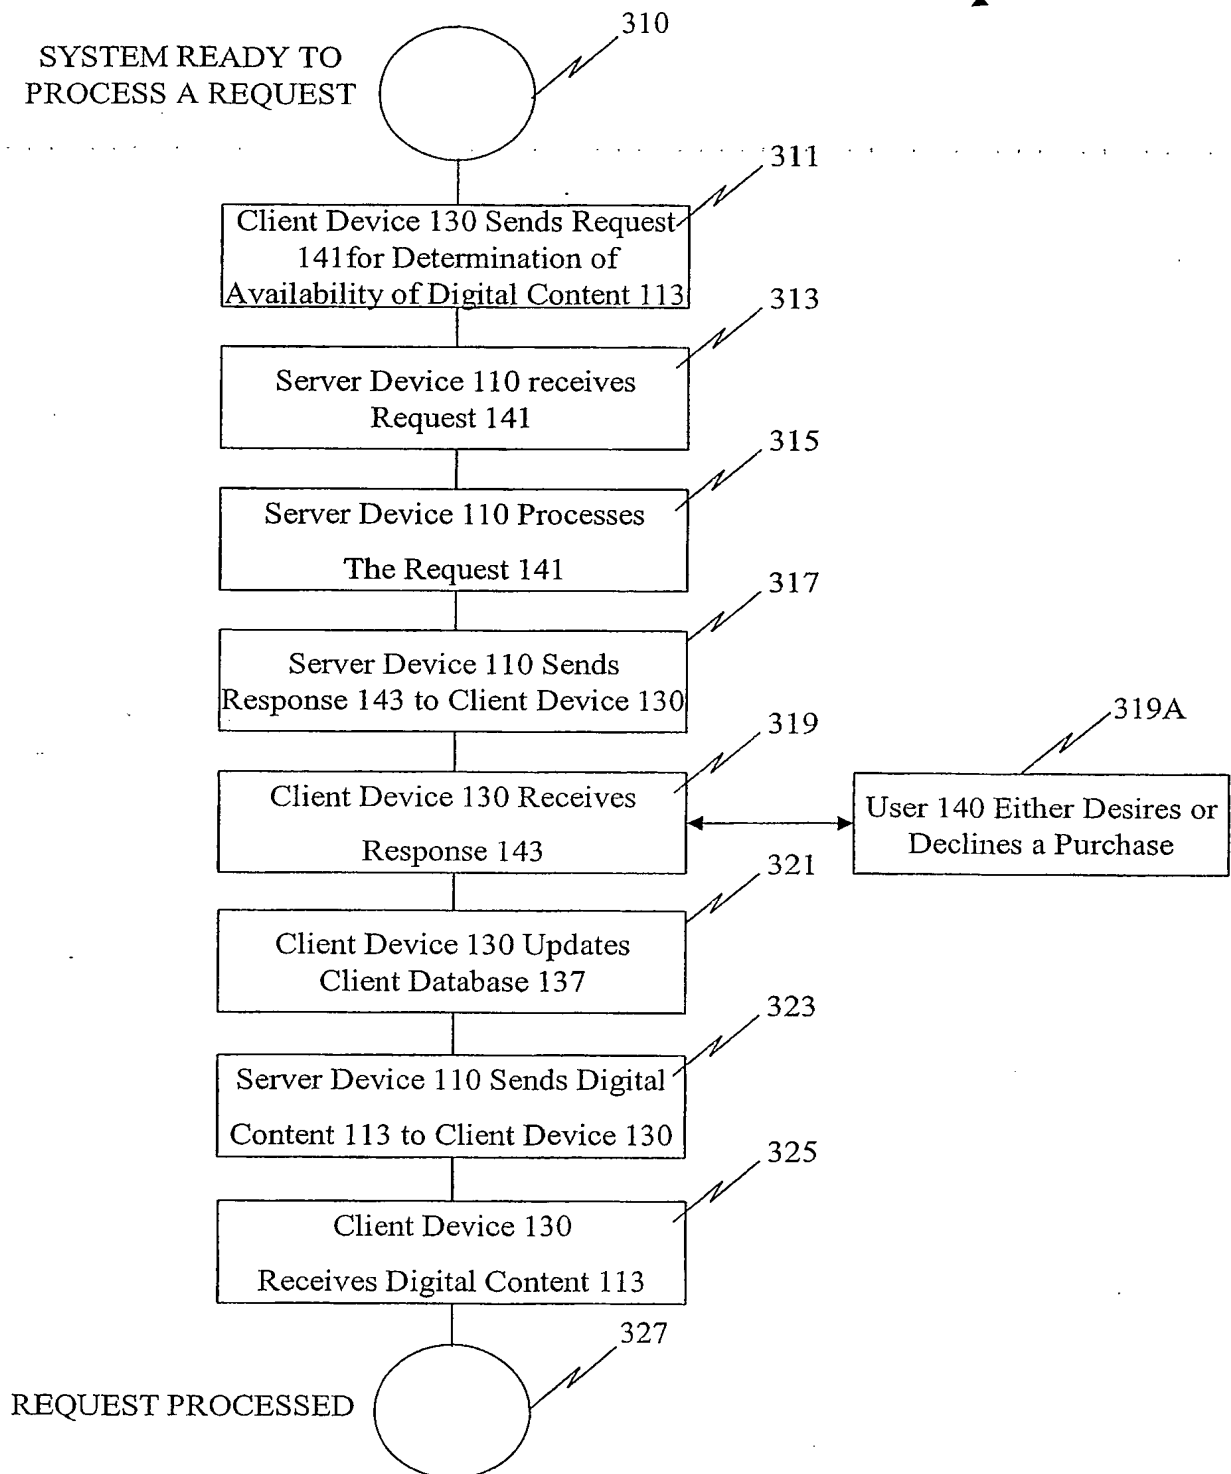 310
SYSTEM READY TO
PROCESS A REQUEST
311
Client Device 130 Sends Request
141for Determination of
Availability of Digital Content 113
313
Server Device 110 receives
Request 141
315
Server Device 110 Processes
The Request 141
317
Server Device 110 Sends
Response 143 to Client Device 130
319
Client Device 130 Receives
Response 143
319A
User 140 Either Desires or
Declines a Purchase
321
Client Device 130 Updates
Client Database 137
323
Server Device 110 Sends Digital
Content 113 to Client Device 130
325
Client Device 130
Receives Digital Content 113
327
REQUEST PROCESSED